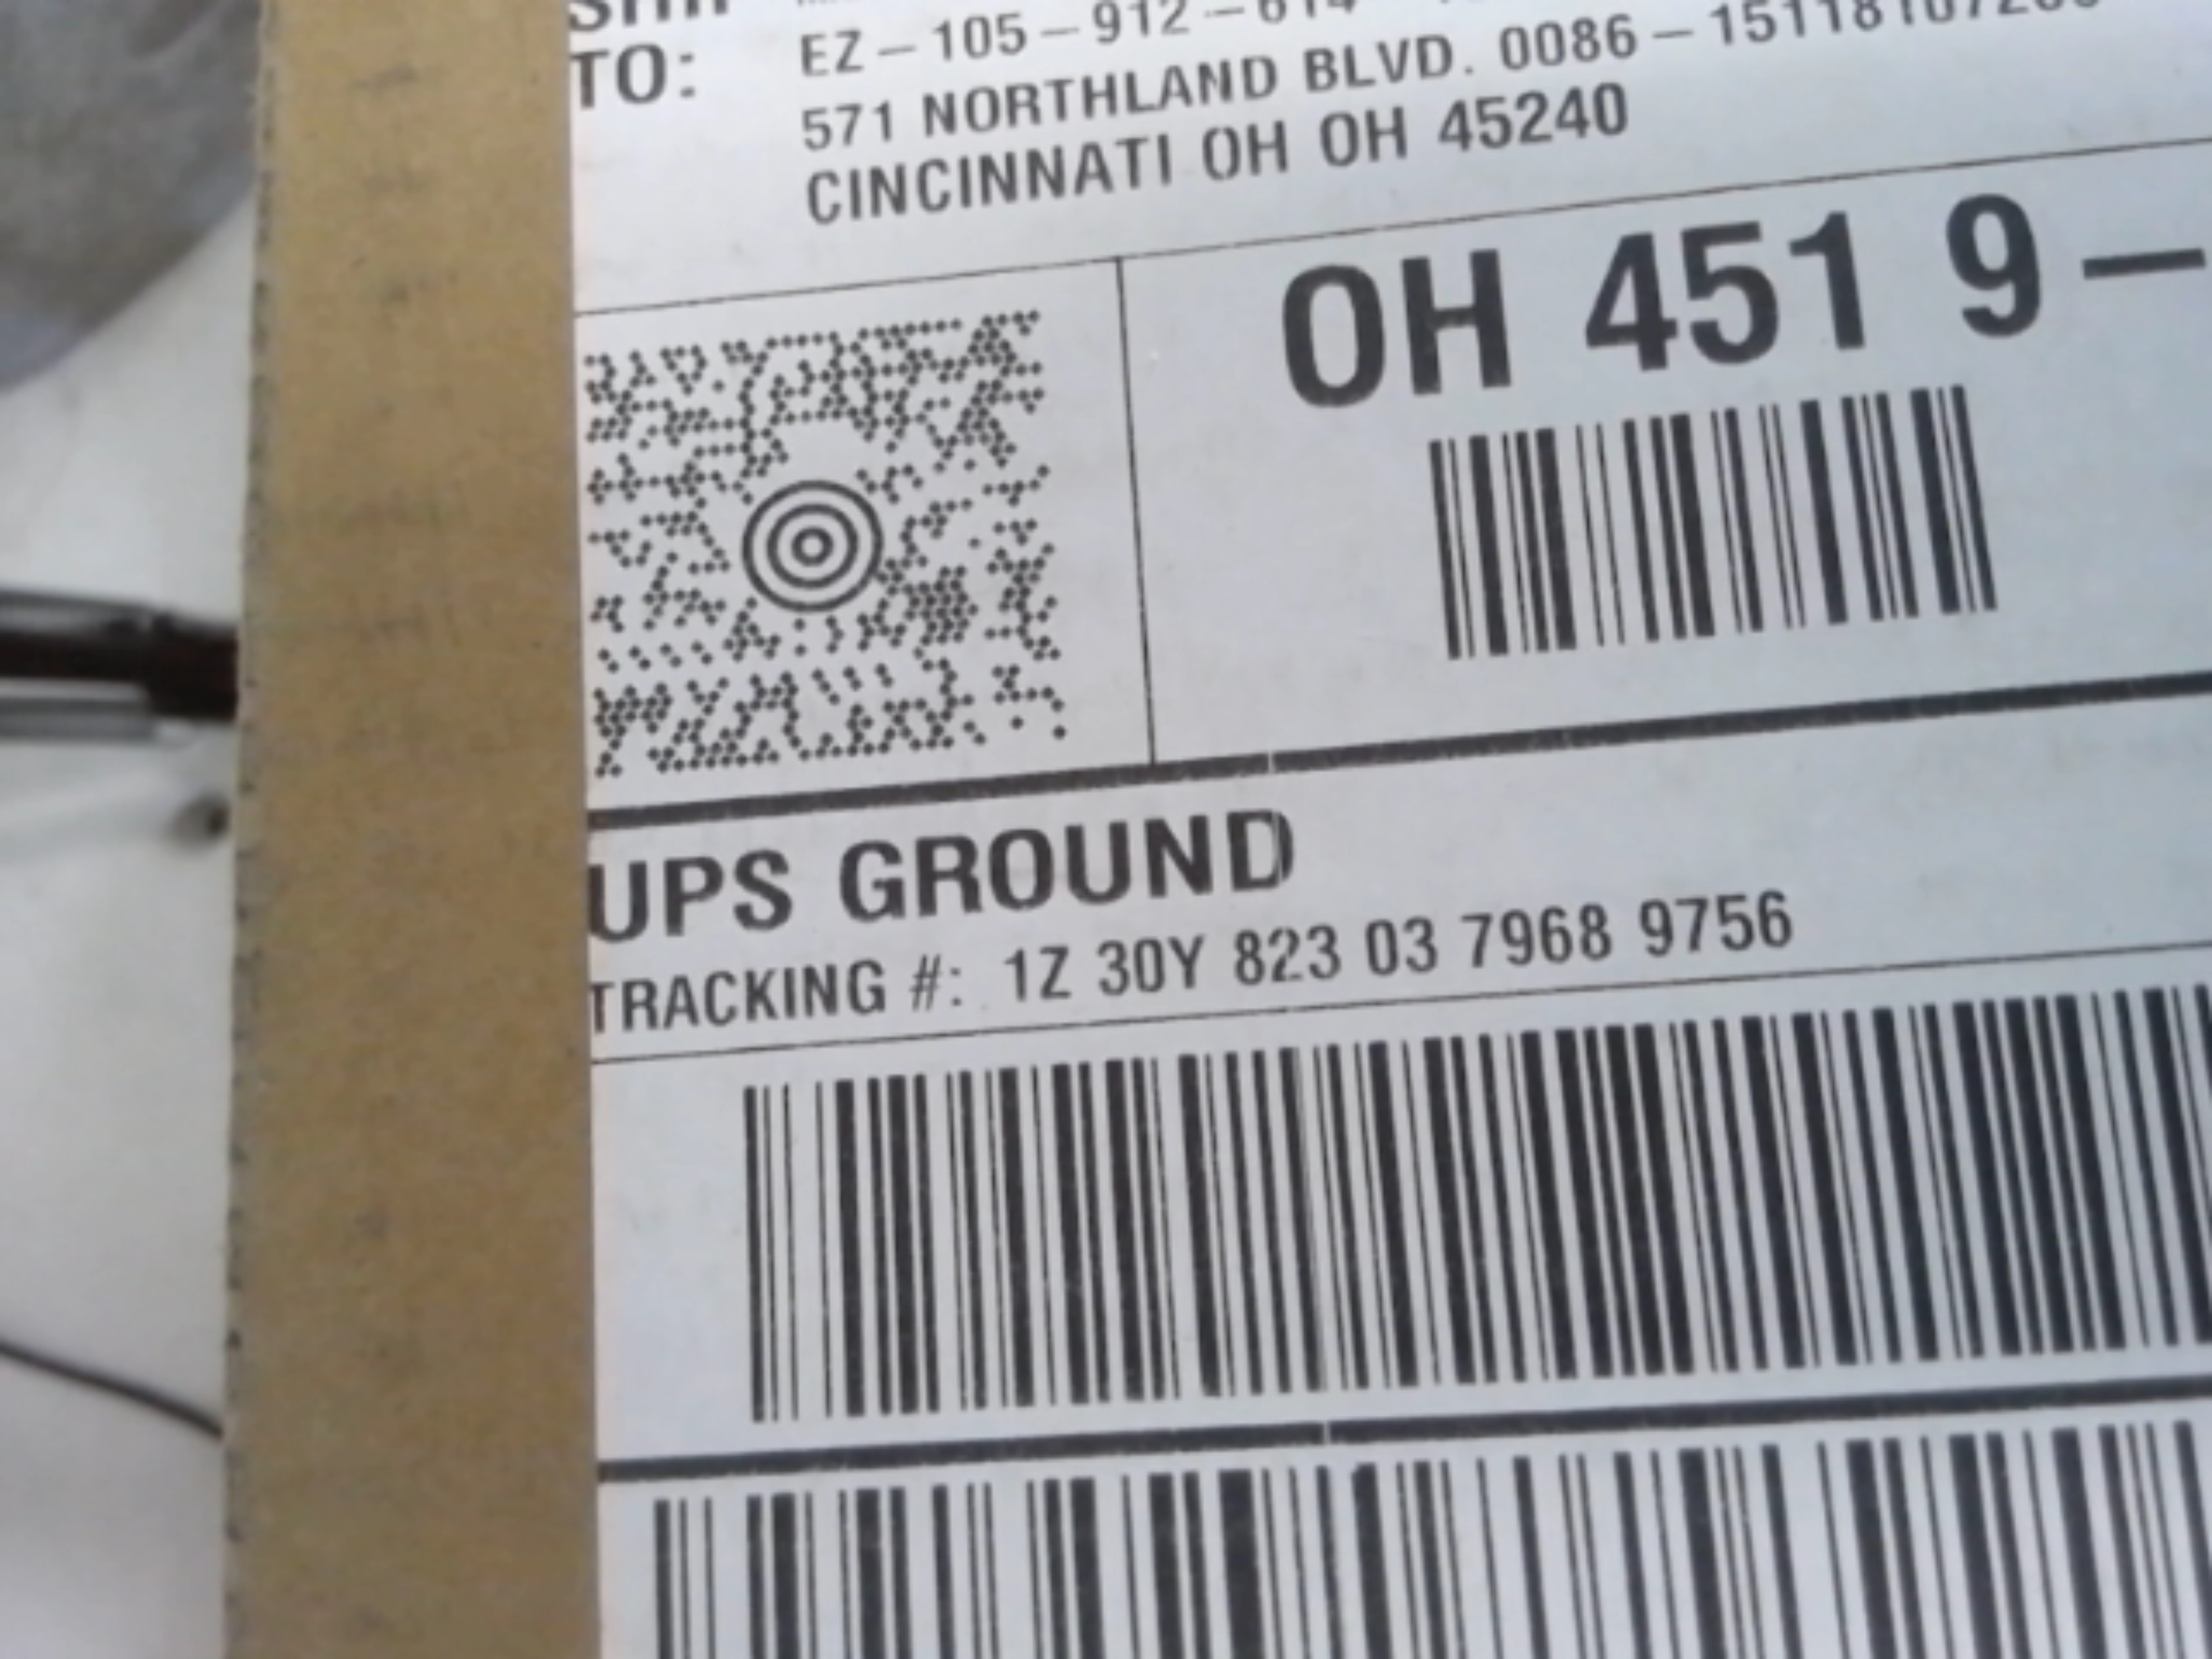 TO:
EZ – 105 – 912 – 614
571 NORTHLAND BLVD. 0086 –
CINCINNATI OH OH 45240
OH 451 9 –
UPS GROUND
TRACKING #: 1Z 30Y 823 03 7968 9756